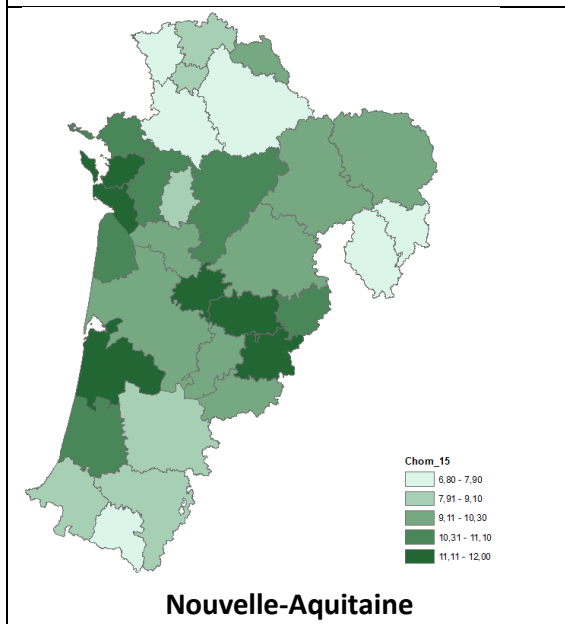 Chom_15
6,80 - 7,90
7,91 - 9,10
9,11 - 10,30
10,31 - 11,10
11,11 - 12,00
Nouvelle-Aquitaine